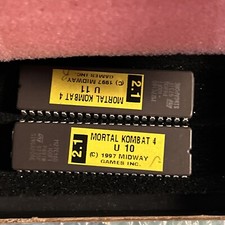 2.1
MORTAL KOMBAT 4
U 11
(C) 1997 MIDWAY
GAMES INC.
2.1
MORTAL KOMBAT 4
U 10
(C) 1997 MIDWAY
GAMES INC.